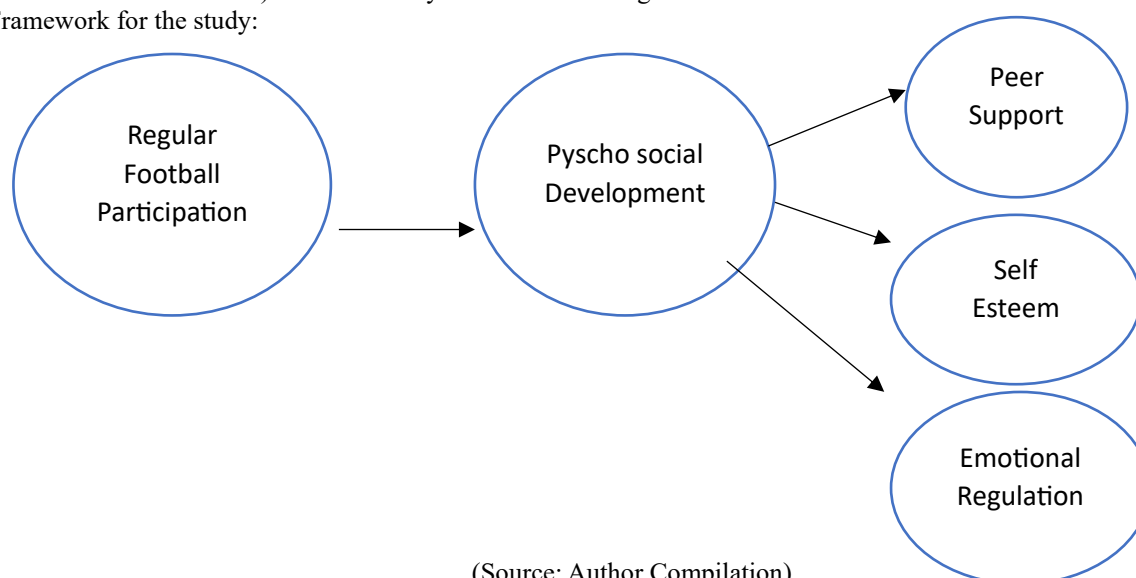 Framework for the study:
Regular
Football
Participation
Pyscho social
Development
Peer
Support
Self
Esteem
Emotional
Regulation
(Source: Author Compilation)